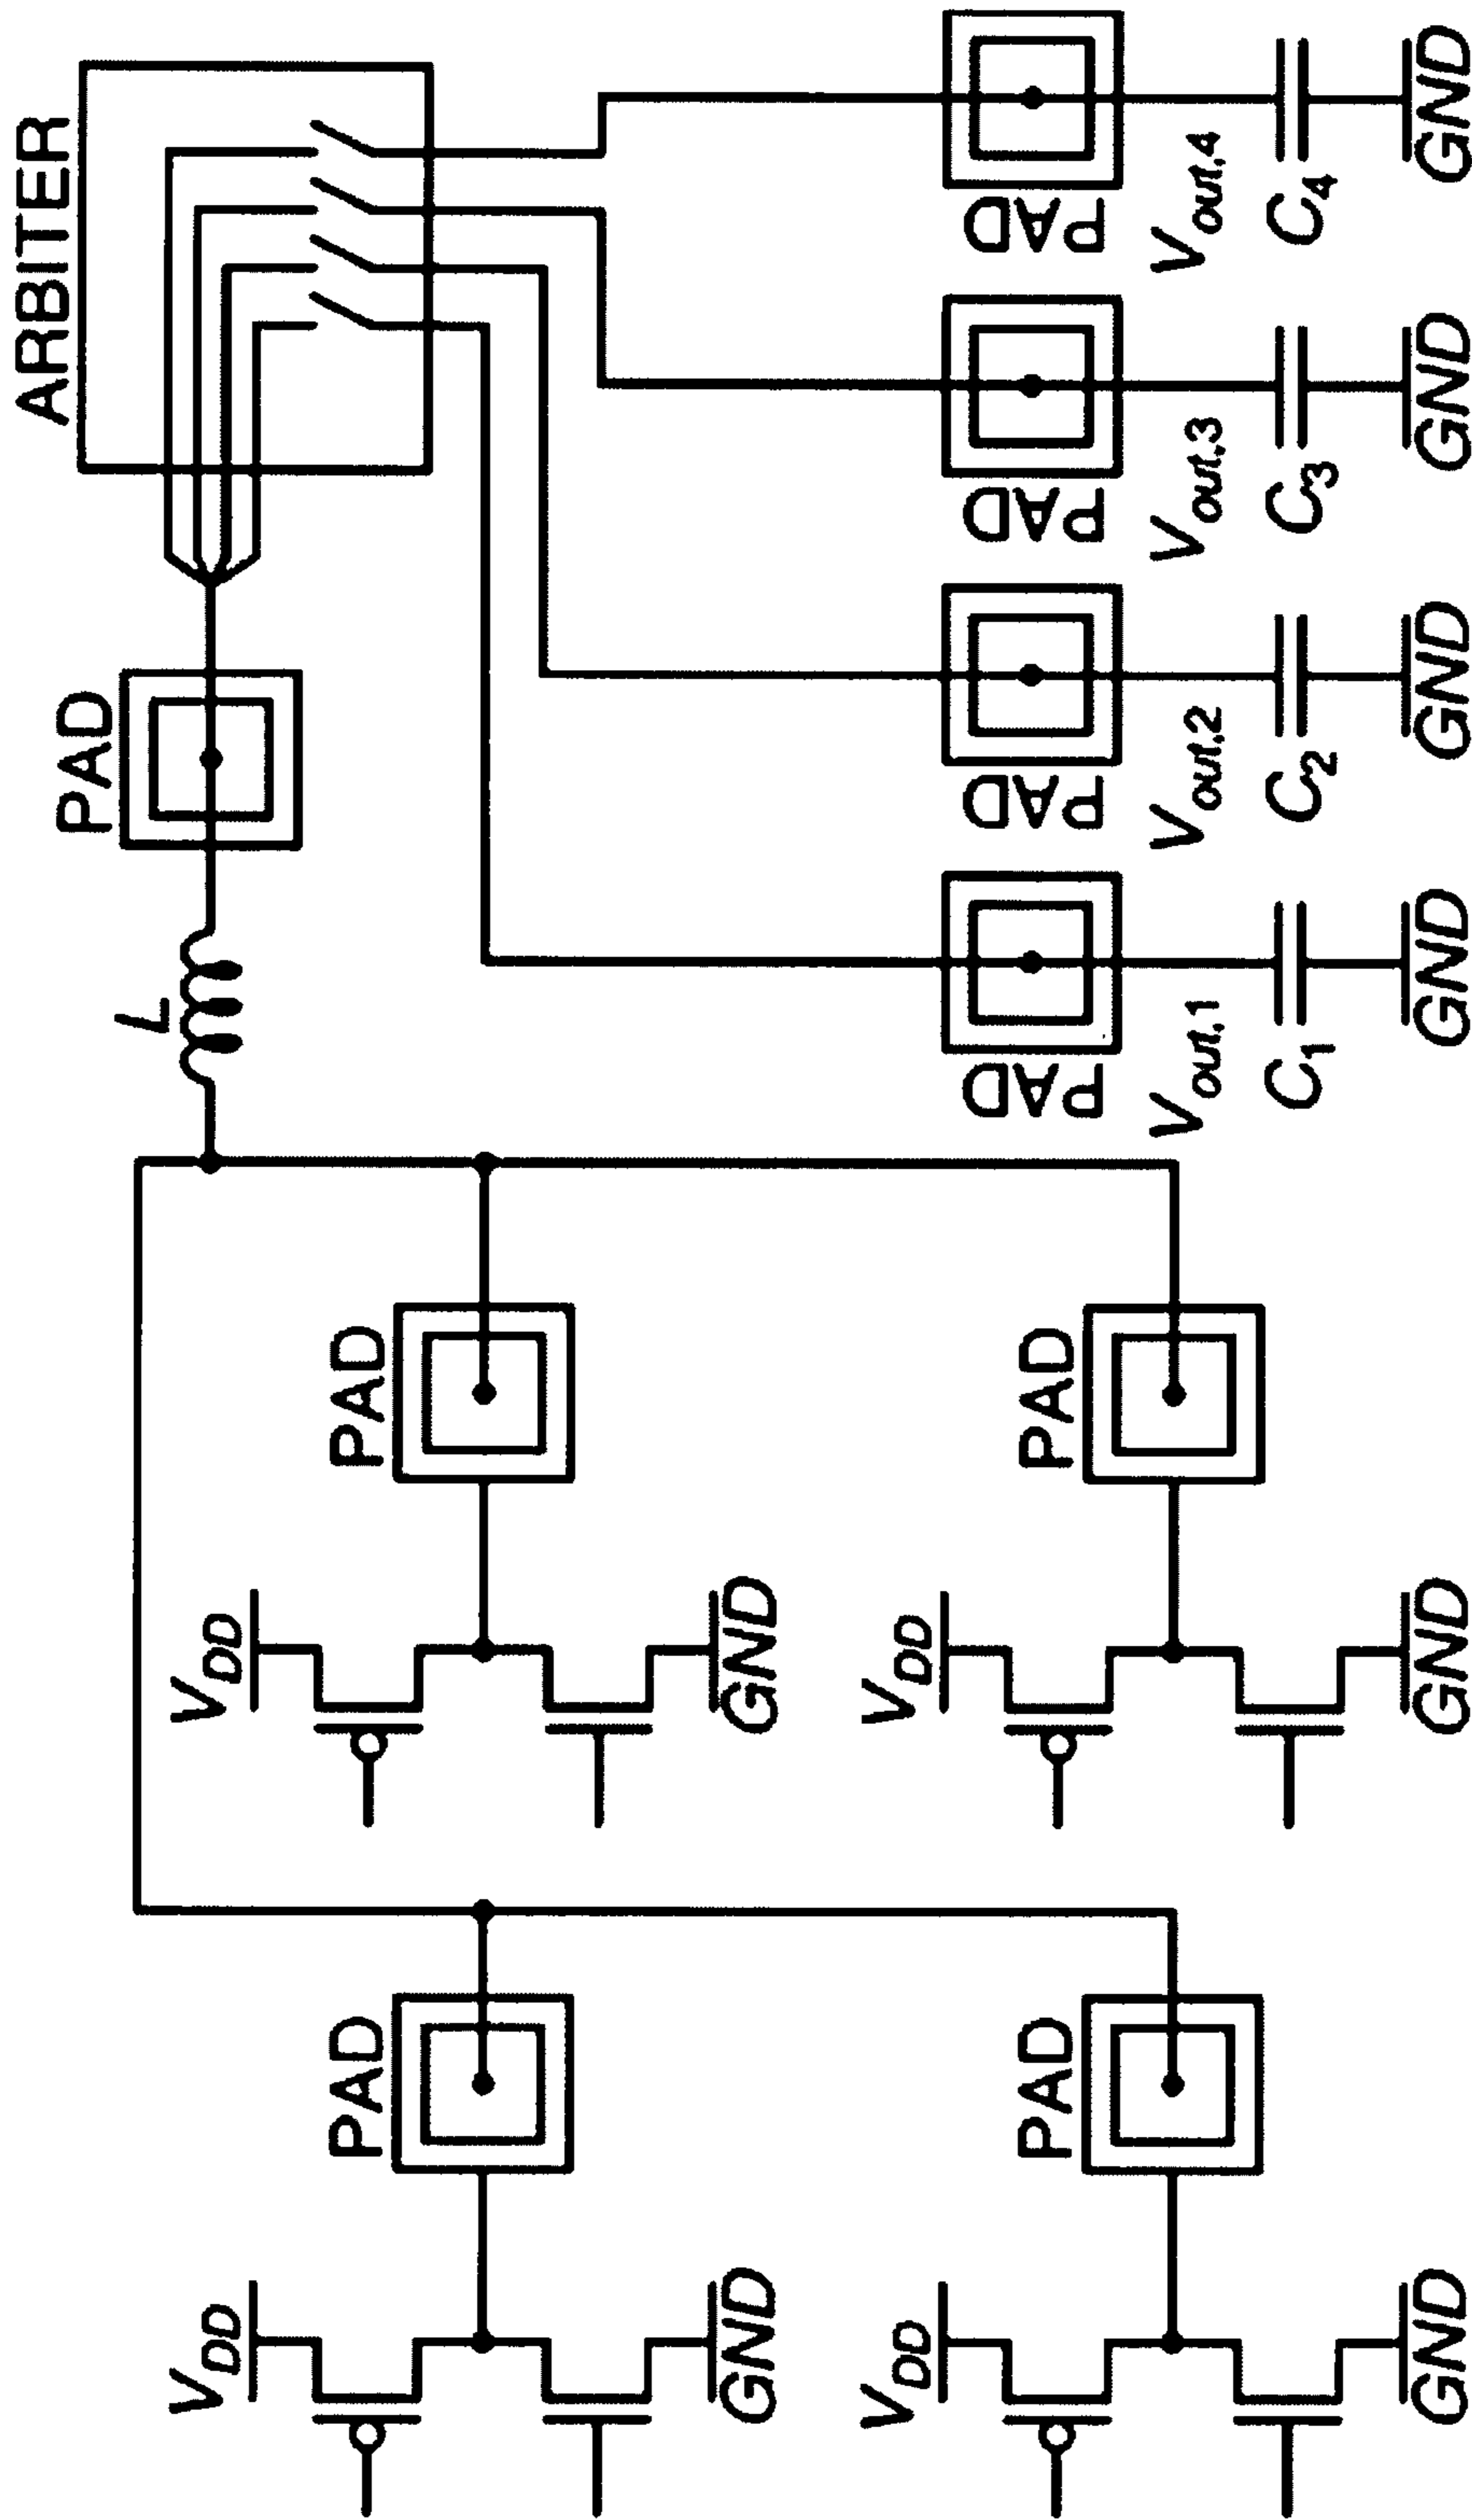 ARBITER
PAD
L
V_DD V_DD
PAD PAD
GND GND
V_DD V_DD
PAD PAD PAD PAD PAD PAD
V_out,1 V_out,2 V_out,3 V_out,4
C_1 C_2 C_3 C_4
GND GND GND GND GND GND